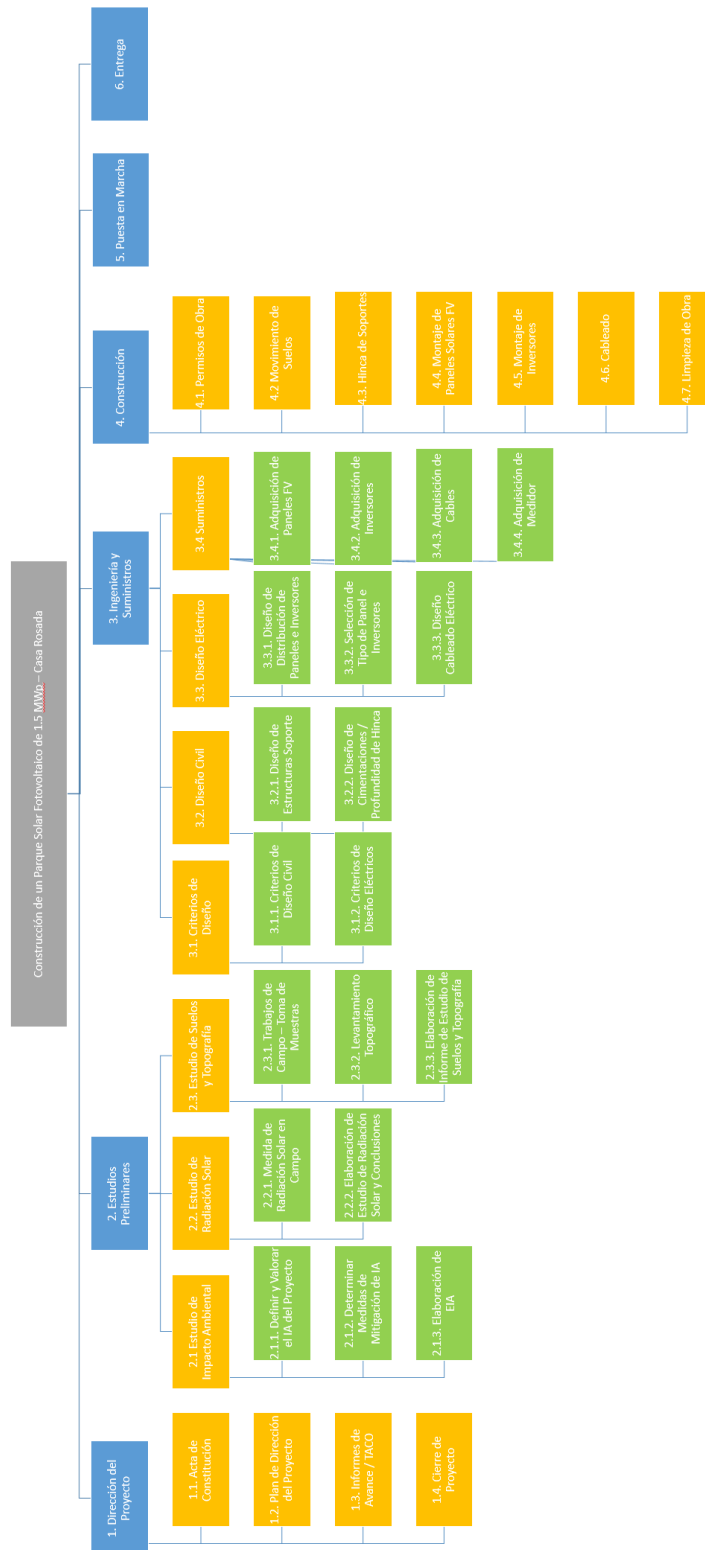 Construcción de un Parque Solar Fotovoltaico de 1.5 MWp – Casa Rosada
1. Dirección del
Proyecto
1.1. Acta de
Constitución
1.2. Plan de Dirección
del Proyecto
1.3. Informes de
Avance / TACO
1.4. Cierre de
Proyecto
2. Estudios
Preliminares
2.1 Estudio de
Impacto Ambiental
2.1.1. Definir y Valorar
el IA del Proyecto
2.1.2. Determinar
Medidas de
Mitigación de IA
2.1.3. Elaboración de
EIA
2.2. Estudio de
Radiación Solar
2.2.1. Medida de
Radiación Solar en
Campo
2.2.2. Elaboración de
Estudio de Radiación
Solar y Conclusiones
2.3. Estudio de Suelos
y Topografía
2.3.1. Trabajos de
Campo – Toma de
Muestras
2.3.2. Levantamiento
Topográfico
2.3.3. Elaboración de
Informe de Estudio de
Suelos y Topografía
3. Ingeniería y
Suministros
3.1. Criterios de
Diseño
3.1.1. Criterios de
Diseño Civil
3.1.2. Criterios de
Diseño Eléctricos
3.2. Diseño Civil
3.2.1. Diseño de
Estructuras Soporte
3.2.2. Diseño de
Cimentaciones /
Profundidad de Hinca
3.3. Diseño Eléctrico
3.3.1. Diseño de
Distribución de
Paneles e Inversores
3.3.2. Selección de
Tipo de Panel e
Inversores
3.3.3. Diseño
Cableado Eléctrico
3.4 Suministros
3.4.1. Adquisición de
Paneles FV
3.4.2. Adquisición de
Inversores
3.4.3. Adquisición de
Cables
3.4.4. Adquisición de
Medidor
4. Construcción
4.1. Permisos de Obra
4.2 Movimiento de
Suelos
4.3. Hinca de Soportes
4.4. Montaje de
Paneles Solares FV
4.5. Montaje de
Inversores
4.6. Cableado
4.7. Limpieza de Obra
5. Puesta en Marcha
6. Entrega